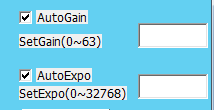 AutoGain
SetGain(0~63)
AutoExpo
SetExpo(0~32768)